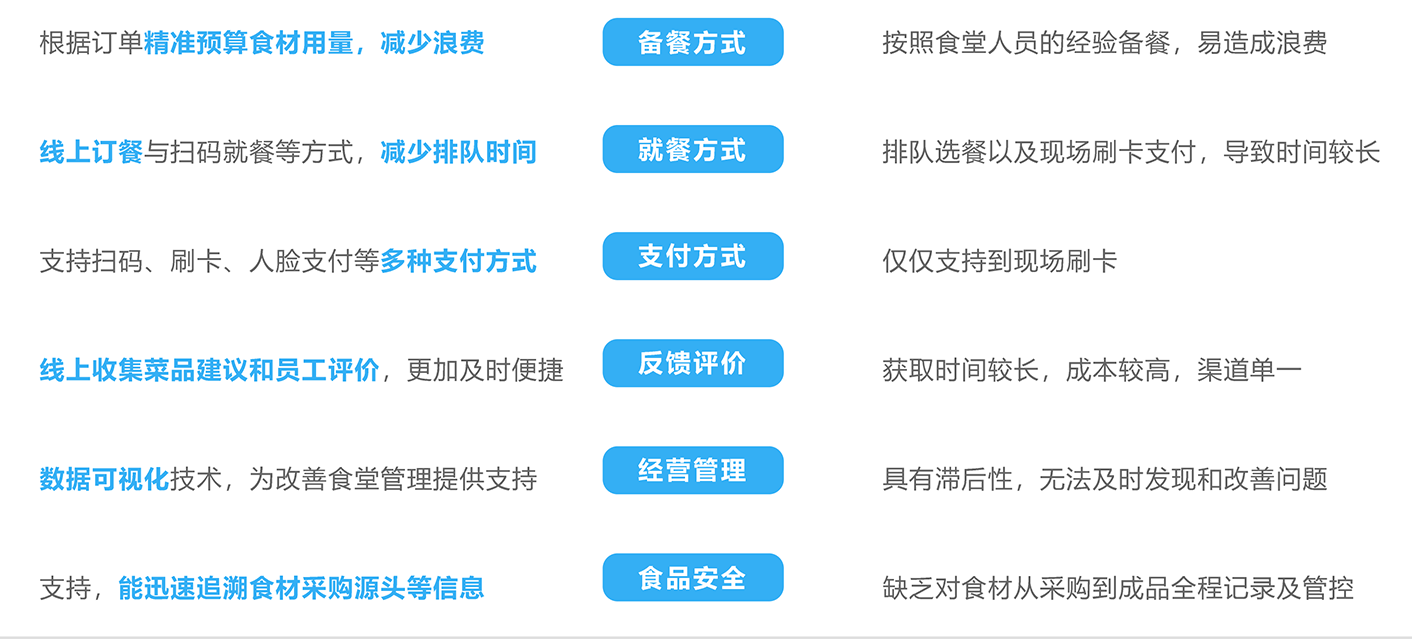 根据订单精准预算食材用量，减少浪费
备餐方式
按照食堂人员的经验备餐，易造成浪费
线上订餐与扫码就餐等方式，减少排队时间
就餐方式
排队选餐以及现场刷卡支付，导致时间较长
支持扫码、刷卡、人脸支付等多种支付方式
支付方式
仅仅支持到现场刷卡
线上收集菜品建议和员工评价，更加及时便捷
反馈评价
获取时间较长，成本较高，渠道单一
数据可视化技术，为改善食堂管理提供支持
经营管理
具有滞后性，无法及时发现和改善问题
支持，能迅速追溯食材采购源头等信息
食品安全
缺乏对食材从采购到成品全程记录及管控